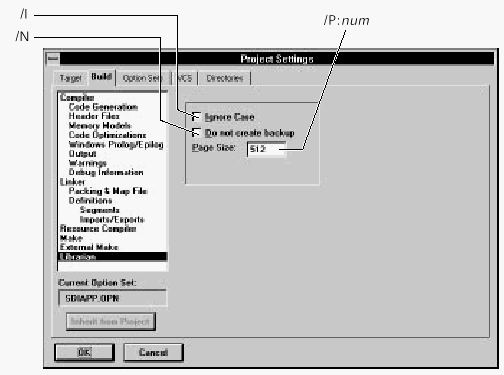 /I
/P:num
/N
Project Settings
Target Build Option Sets VCS Directories
Compiler
Code Generation
Header Files
Memory Models
Code Optimizations
Windows Prolog/Epilog
Output
Warnings
Debug Information
Linker
Packing & Map File
Definitions
Segments
Imports/Exports
Resource Compiler
Make
External Make
Librarian
Ignore Case
Do not create backup
Page Size: 512
Current Option Set:
SDIAPP.OPN
Inherit from Project
OK Cancel